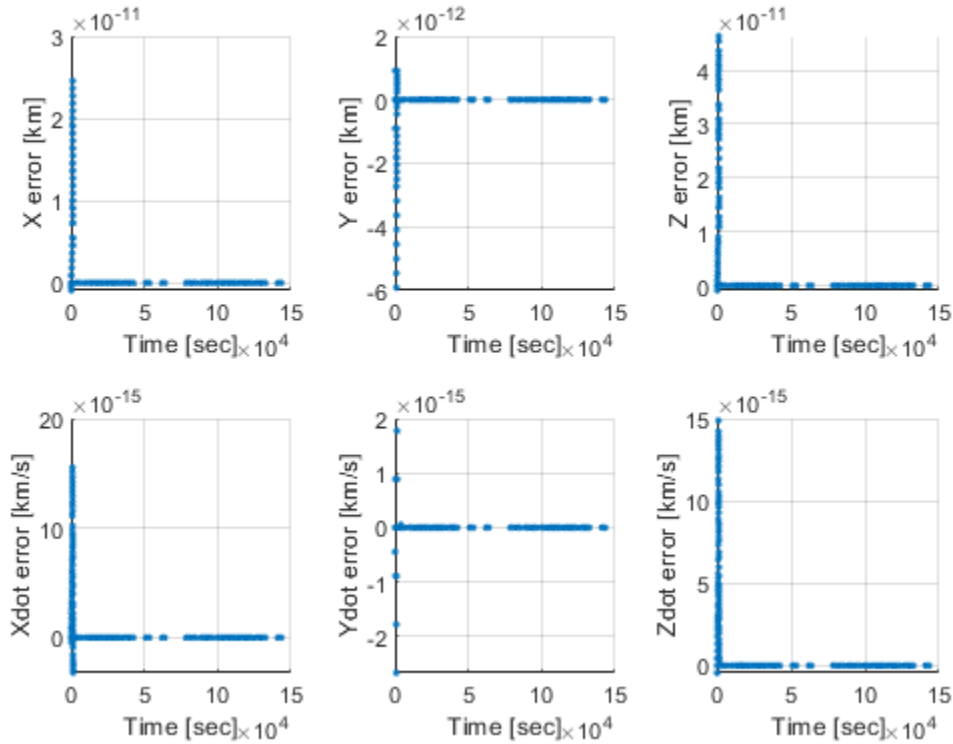 ×10⁻¹¹
3
2
1
0
X error [km]
0 5 10 15
Time [sec] ×10⁴
×10⁻¹²
2
0
-2
-4
-6
Y error [km]
0 5 10 15
Time [sec] ×10⁴
×10⁻¹¹
4
3
2
1
0
Z error [km]
0 5 10 15
Time [sec] ×10⁴
×10⁻¹⁵
20
10
0
Xdot error [km/s]
0 5 10 15
Time [sec] ×10⁴
×10⁻¹⁵
2
1
0
-1
-2
Ydot error [km/s]
0 5 10 15
Time [sec] ×10⁴
×10⁻¹⁵
15
10
5
0
Zdot error [km/s]
0 5 10 15
Time [sec] ×10⁴